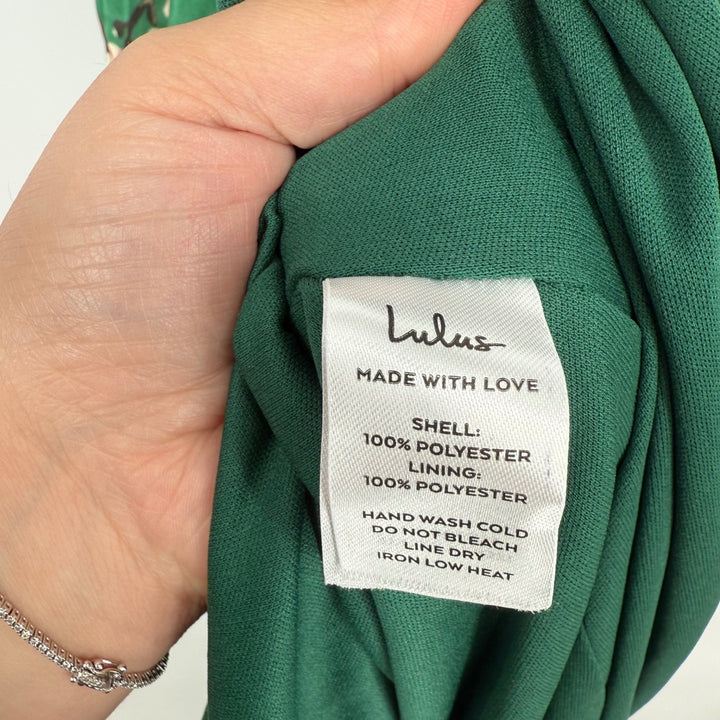 Lulus
MADE WITH LOVE
SHELL:
100% POLYESTER
LINING:
100% POLYESTER
HAND WASH COLD
DO NOT BLEACH
LINE DRY
IRON LOW HEAT